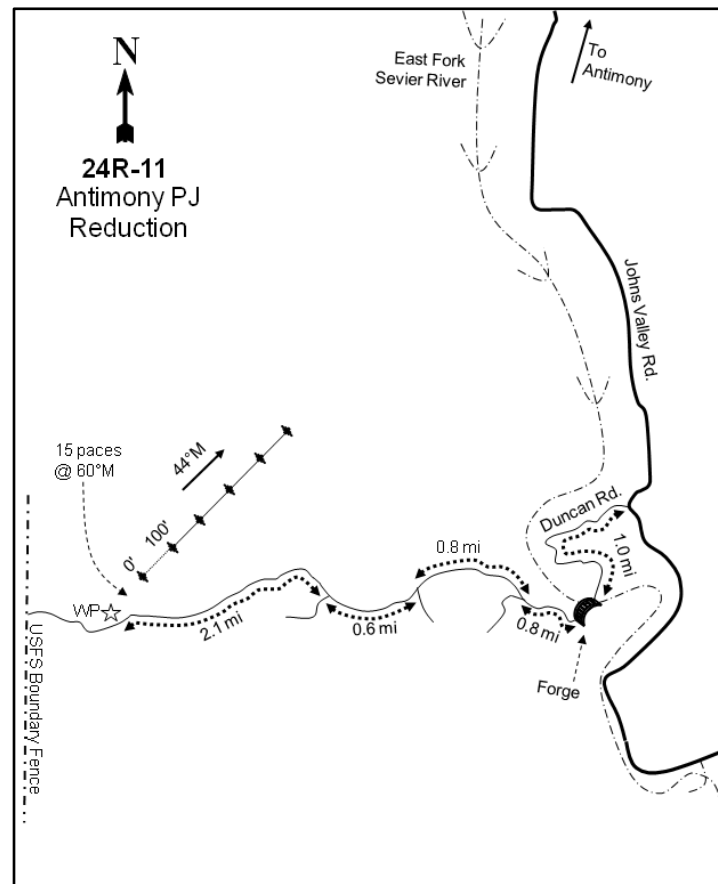 N
24R-11
Antimony PJ
Reduction
East Fork
Sevier River
To
Antimony
Johns Valley Rd.
15 paces
@ 60°M
44°M
0'
100'
Duncan Rd.
1.0 mi
0.8 mi
WP
2.1 mi
0.6 mi
0.8 mi
Forge
USFS Boundary Fence